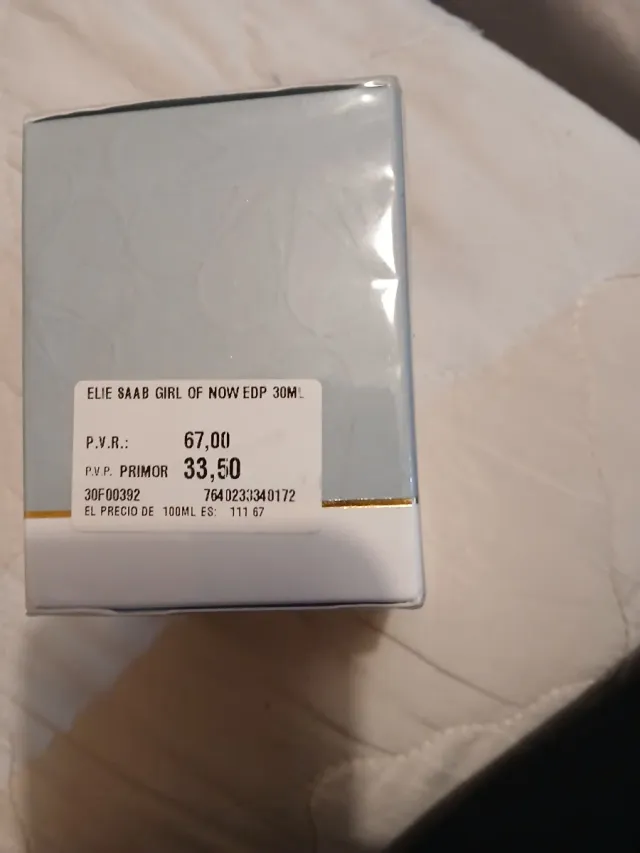 ELIE SAAB GIRL OF NOW EDP 30ML
P.V.R.: 67,00
P.V.P. PRIMOR 33,50
30F00392 7640233340172
EL PRECIO DE 100ML ES: 111 67